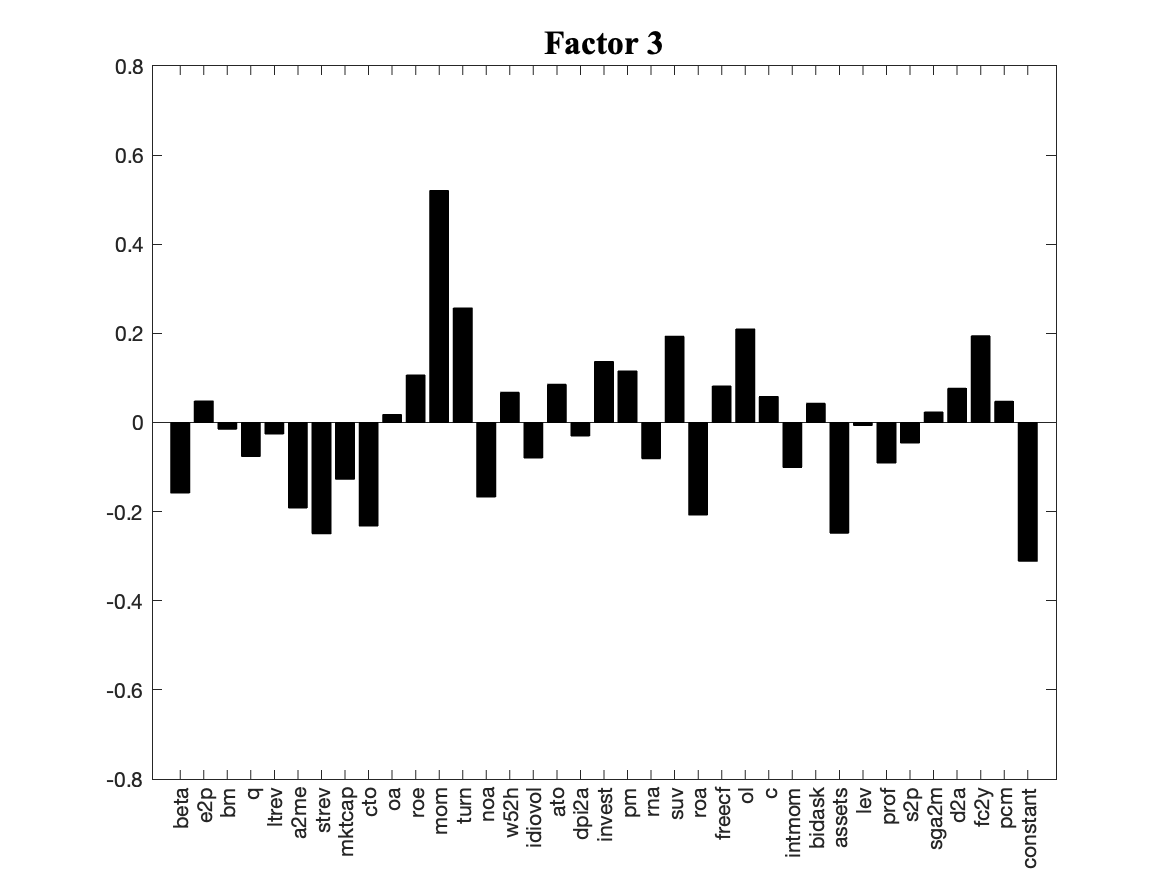 Factor 3
0.8
0.6
0.4
0.2
0
-0.2
-0.4
-0.6
-0.8
beta
e2p
bm
q
ltrev
a2me
strev
mktcap
cto
oa
roe
mom
turn
noa
w52h
idiovol
ato
dpi2a
invest
pm
rna
suv
roa
freecf
ol
c
intmom
bidask
assets
lev
prof
s2p
sga2m
d2a
fc2y
pcm
constant